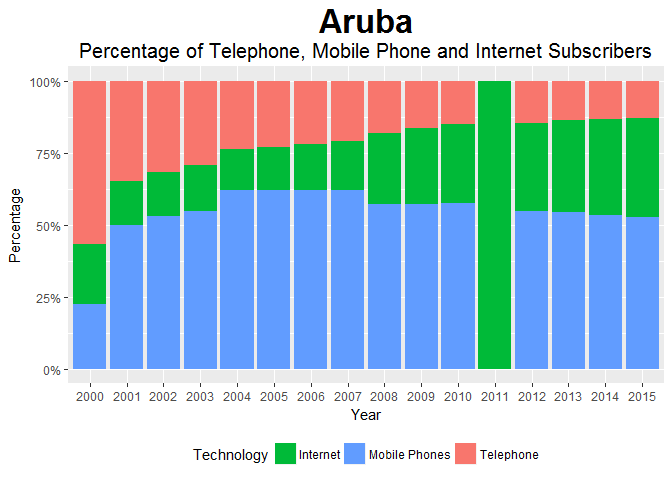 Aruba
Percentage of Telephone, Mobile Phone and Internet Subscribers
100%
75%
50%
25%
0%
Percentage
2000 2001 2002 2003 2004 2005 2006 2007 2008 2009 2010 2011 2012 2013 2014 2015
Year
Technology Internet Mobile Phones Telephone